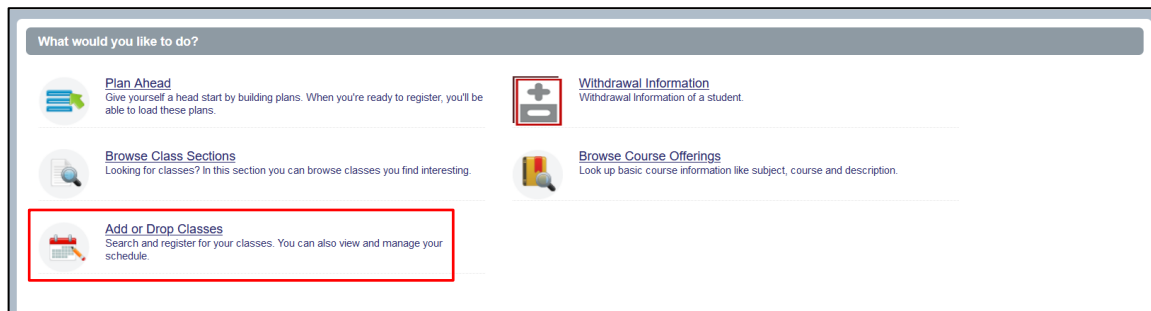 What would you like to do?
Plan Ahead
Give yourself a head start by building plans. When you're ready to register, you'll be
able to load these plans.
Withdrawal Information
Withdrawal Information of a student.
Browse Class Sections
Looking for classes? In this section you can browse classes you find interesting.
Browse Course Offerings
Look up basic course information like subject, course and description.
Add or Drop Classes
Search and register for your classes. You can also view and manage your
schedule.